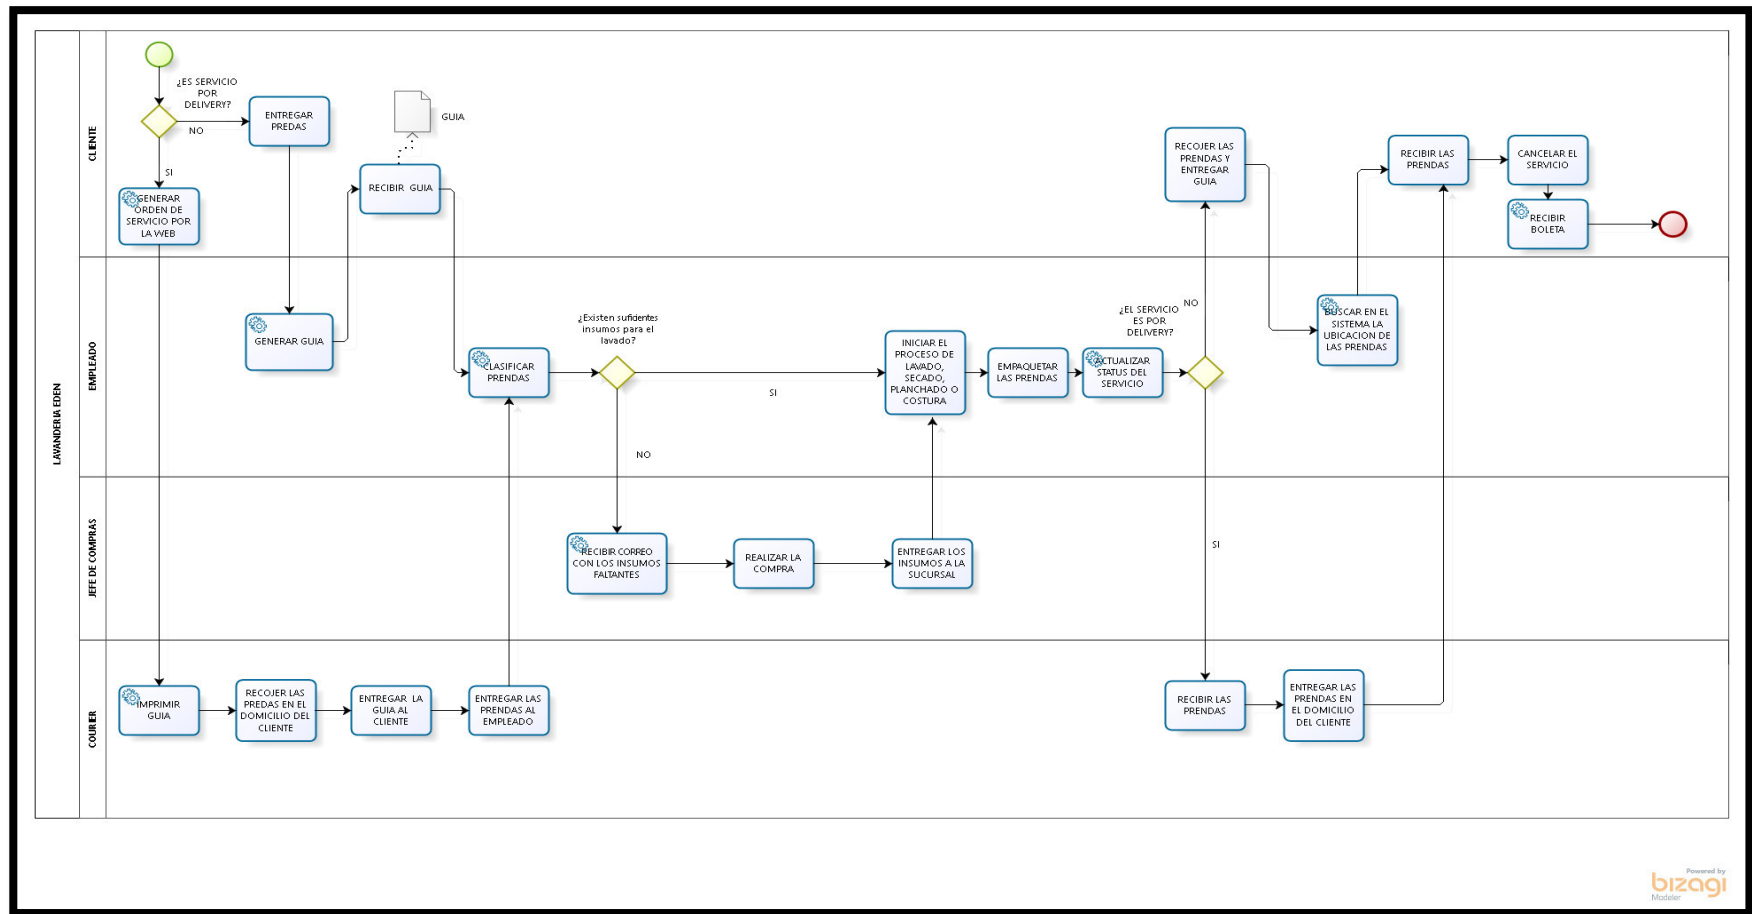 LAVANDERIA EDEN
CLIENTE
¿ES SERVICIO
POR
DELIVERY?
NO
SI
ENTREGAR
PREDAS
GUIA
RECIBIR GUIA
GENERAR
ORDEN DE
SERVICIO POR
LA WEB
RECOJER LAS
PRENDAS Y
ENTREGAR
GUIA
RECIBIR LAS
PRENDAS
CANCELAR EL
SERVICIO
RECIBIR
BOLETA
EMPLEADO
GENERAR GUIA
CLASIFICAR
PRENDAS
¿Existen suficientes
insumos para el
lavado?
SI
NO
INICIAR EL
PROCESO DE
LAVADO,
SECADO,
PLANCHADO O
COSTURA
EMPAQUETAR
LAS PRENDAS
ACTUALIZAR
STATUS DEL
SERVICIO
¿EL SERVICIO
ES POR
DELIVERY?
NO
SI
BUSCAR EN EL
SISTEMA LA
UBICACION DE
LAS PRENDAS
JEFE DE COMPRAS
RECIBIR CORREO
CON LOS INSUMOS
FALTANTES
REALIZAR LA
COMPRA
ENTREGAR LOS
INSUMOS A LA
SUCURSAL
COURIER
IMPRIMIR
GUIA
RECOJER LAS
PREDAS EN EL
DOMICILIO DEL
CLIENTE
ENTREGAR LA
GUIA AL
CLIENTE
ENTREGAR LAS
PRENDAS AL
EMPLEADO
RECIBIR LAS
PRENDAS
ENTREGAR LAS
PRENDAS EN
EL DOMICILIO
DEL CLIENTE
Powered by
bizagi
Modeler